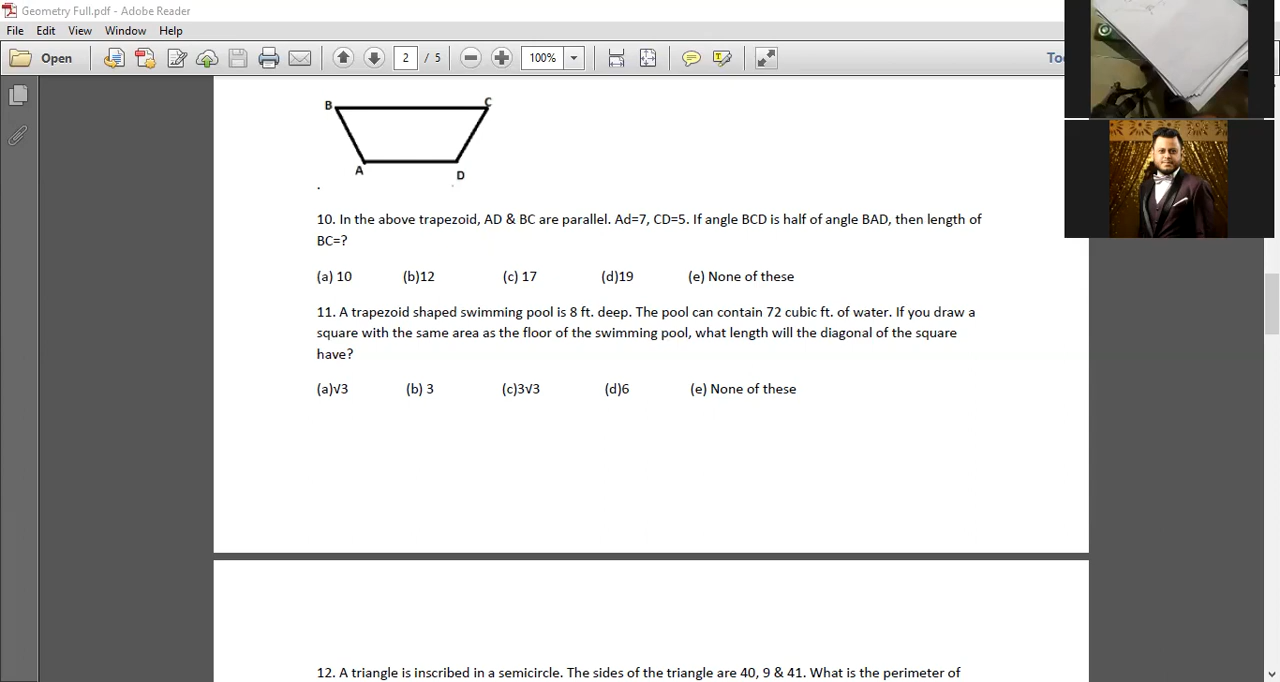 Geometry Full.pdf - Adobe Reader
File Edit View Window Help
Open 2 / 5 100%
B C
A D
.
10. In the above trapezoid, AD & BC are parallel. Ad=7, CD=5. If angle BCD is half of angle BAD, then length of
BC=?
(a) 10 (b)12 (c) 17 (d)19 (e) None of these
11. A trapezoid shaped swimming pool is 8 ft. deep. The pool can contain 72 cubic ft. of water. If you draw a
square with the same area as the floor of the swimming pool, what length will the diagonal of the square
have?
(a)√3 (b) 3 (c)3√3 (d)6 (e) None of these
12. A triangle is inscribed in a semicircle. The sides of the triangle are 40, 9 & 41. What is the perimeter of